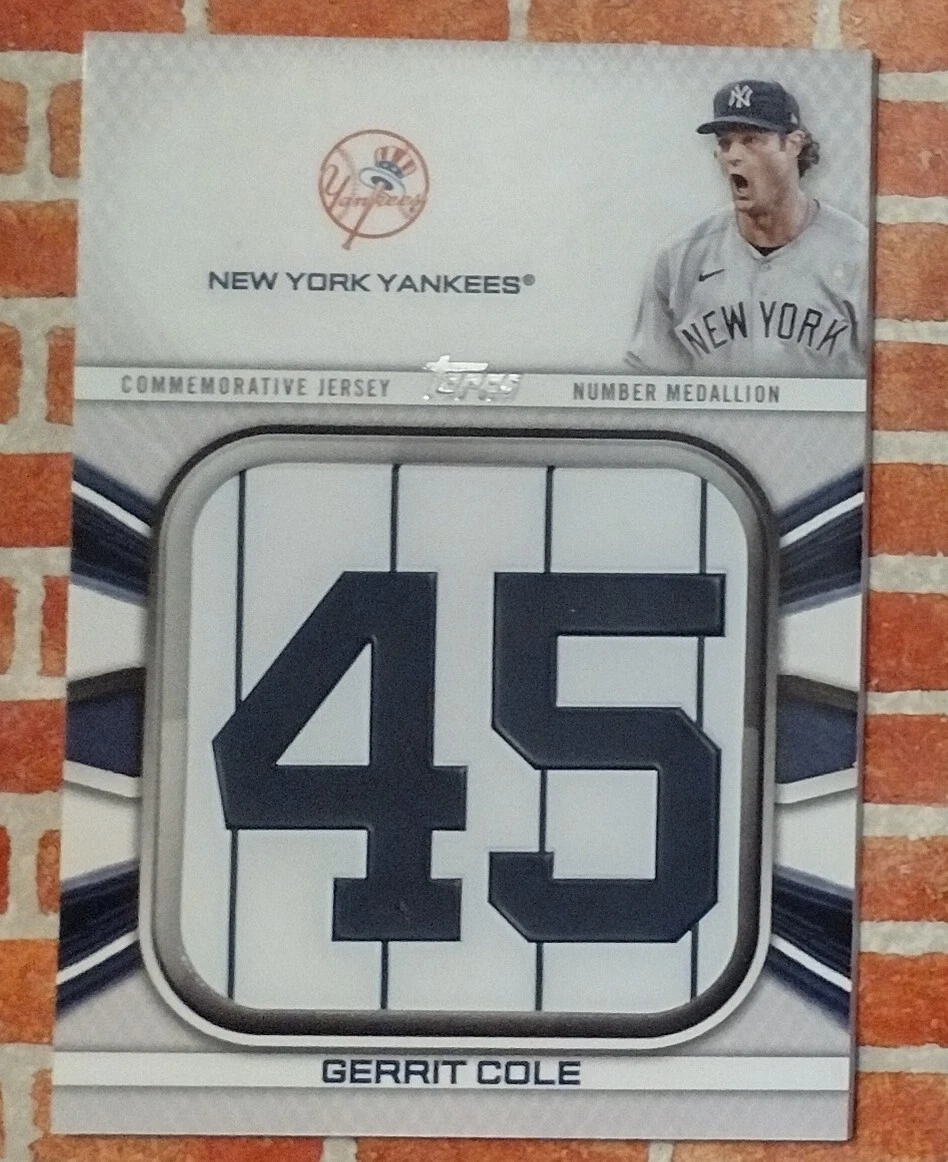 NY
Yankees
NEW YORK YANKEES®
NEW YORK
COMMEMORATIVE JERSEY topps NUMBER MEDALLION
45
GERRIT COLE